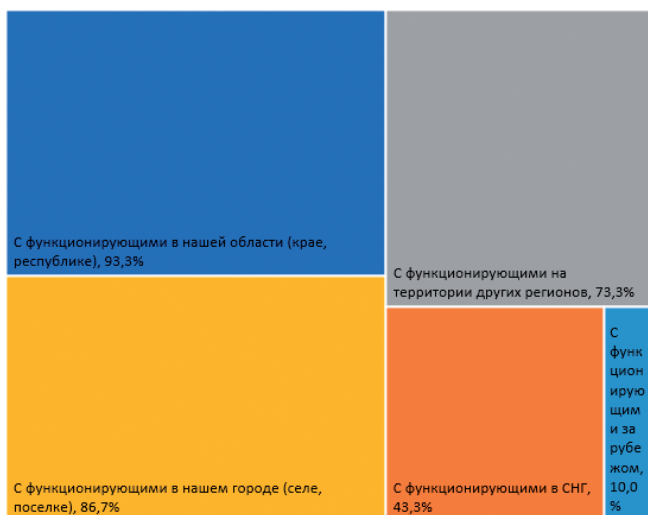 С функционирующими в нашей области (крае,
республике), 93,3%
С функционирующими на
территории других регионов, 73,3%
С функционирующими в нашем городе (селе,
поселке), 86,7%
С функционирующими в СНГ,
43,3%
С
функ
цион
ирую
щим
и за
рубе
жом,
10,0
%